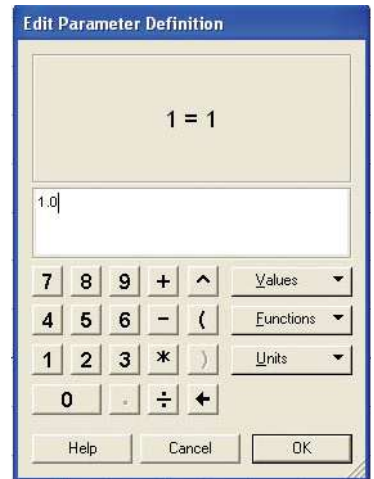 Edit Parameter Definition
1 = 1
1.0
7 8 9 + ^ Values
4 5 6 - ( Functions
1 2 3 * ) Units
0 . ÷ ←
Help Cancel OK